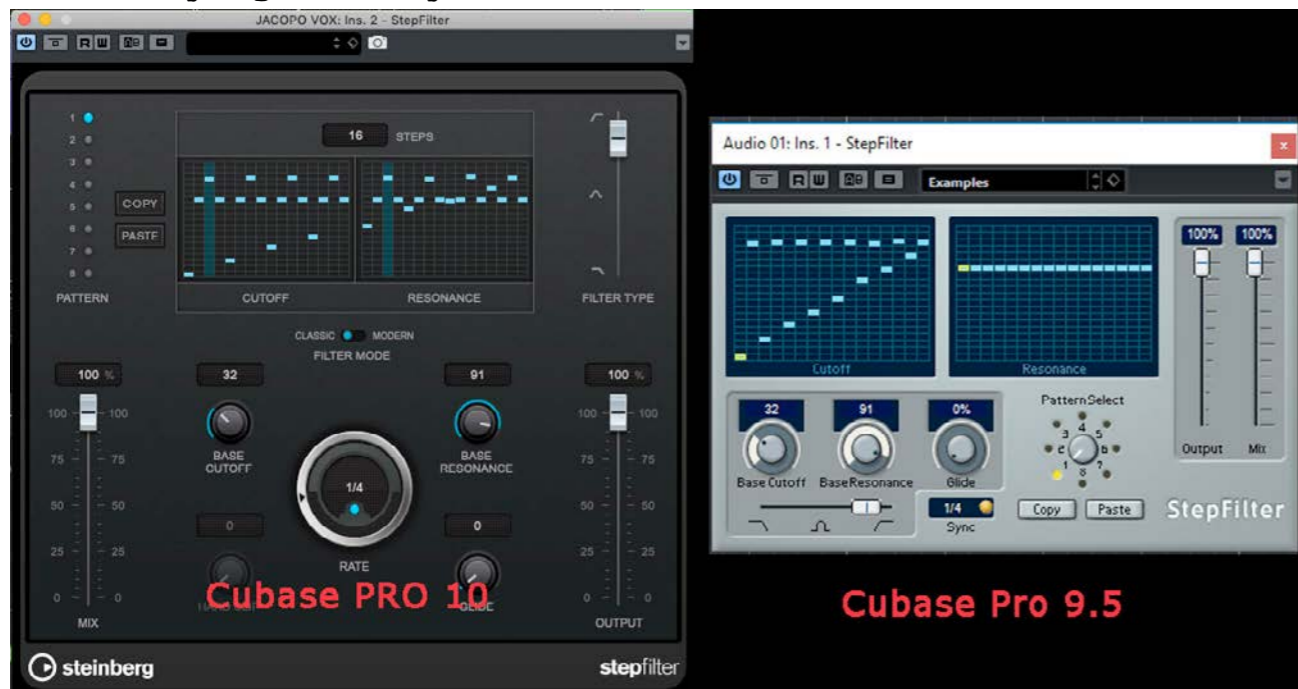 JACOPO VOX: Ins. 2 - StepFilter
R W
1
2
3
4
5
6
7
8
PATTERN
COPY
PASTE
16 STEPS
CUTOFF
RESONANCE
FILTER TYPE
CLASSIC MODERN
FILTER MODE
100 %
32
91
100 %
100 100
75 75
50 50
25 25
0 0
MIX
BASE
CUTOFF
BASE
RESONANCE
1/4
RATE
0
0
GLIDE
100 100
75 75
50 50
25 25
0 0
OUTPUT
Cubase PRO 10
steinberg
stepfilter
Audio 01: Ins. 1 - StepFilter
x
R W
Examples
Cutoff
Resonance
100% 100%
Output Mix
32
91
0%
Base Cutoff
Base Resonance
Glide
Pattern Select
3 4 5
6
1 8 7
1/4
Sync
Copy Paste
StepFilter
Cubase Pro 9.5